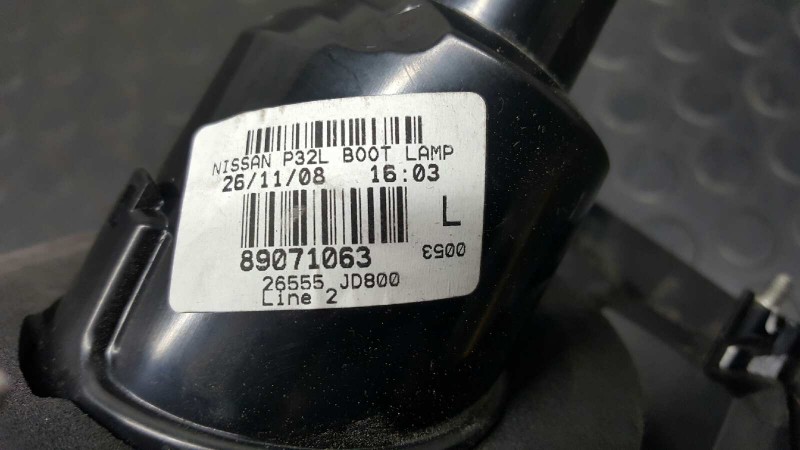 NISSAN P32L BOOT LAMP
26/11/08 16:03
L
89071063
0053
26555 JD800
Line 2